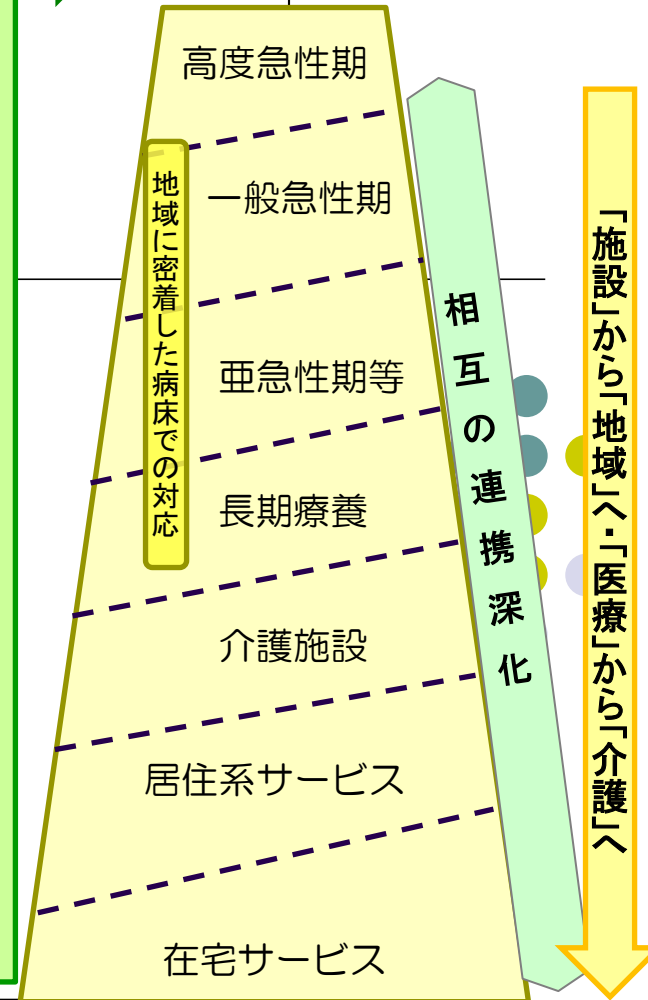 高度急性期
一般急性期
地域に密着した病床での対応
亜急性期等
長期療養
介護施設
居住系サービス
在宅サービス
相互の連携深化
「施設」から「地域」へ・「医療」から「介護」へ